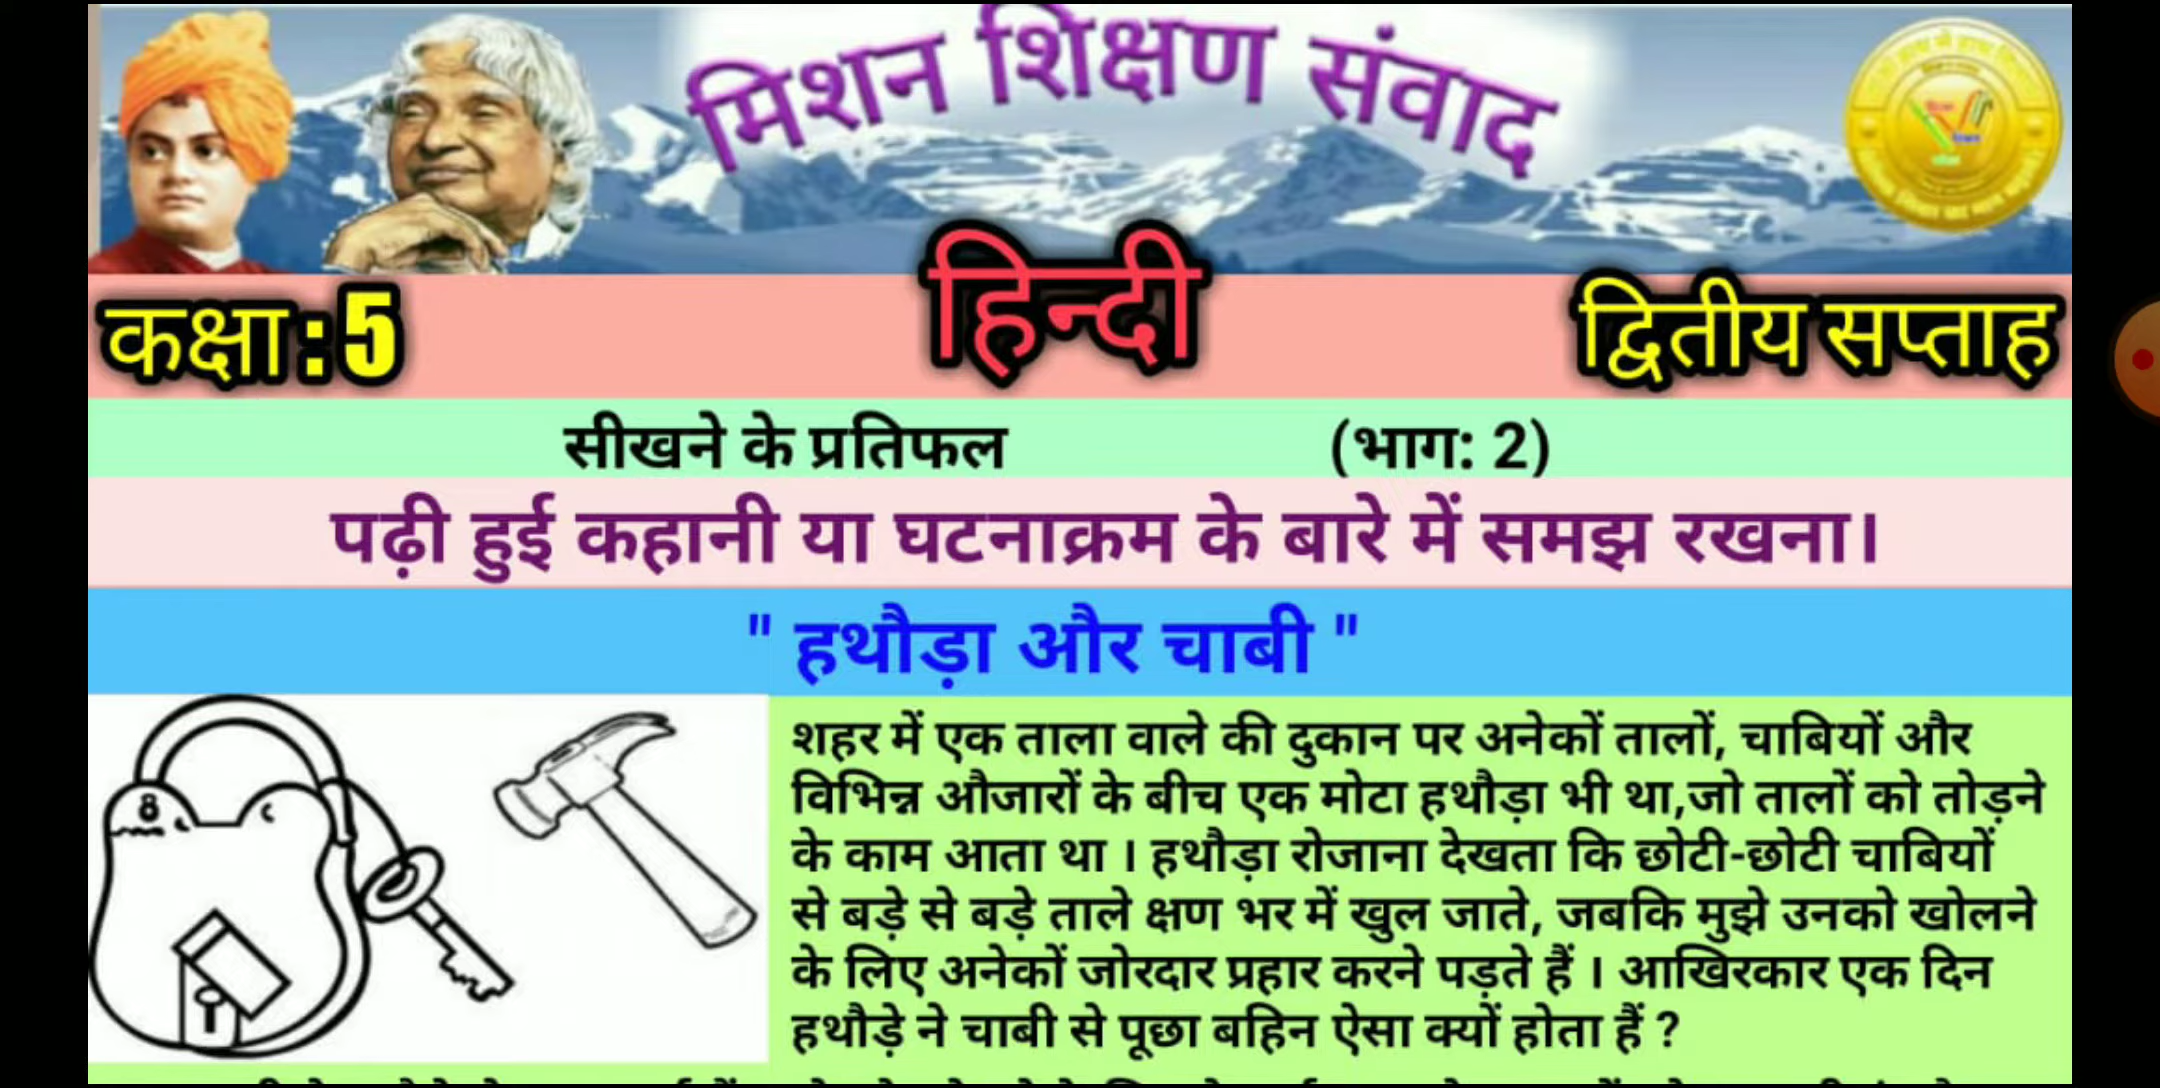 मिशन शिक्षण संवाद
कक्षा : 5
हिन्दी
द्वितीय सप्ताह
सीखने के प्रतिफल (भाग: 2)
पढ़ी हुई कहानी या घटनाक्रम के बारे में समझ रखना।
" हथौड़ा और चाबी "
शहर में एक ताला वाले की दुकान पर अनेकों तालों, चाबियों और
विभिन्न औजारों के बीच एक मोटा हथौड़ा भी था,जो तालों को तोड़ने
के काम आता था । हथौड़ा रोजाना देखता कि छोटी-छोटी चाबियों
से बड़े से बड़े ताले क्षण भर में खुल जाते, जबकि मुझे उनको खोलने
के लिए अनेकों जोरदार प्रहार करने पड़ते हैं । आखिरकार एक दिन
हथौड़े ने चाबी से पूछा बहिन ऐसा क्यों होता हैं ?